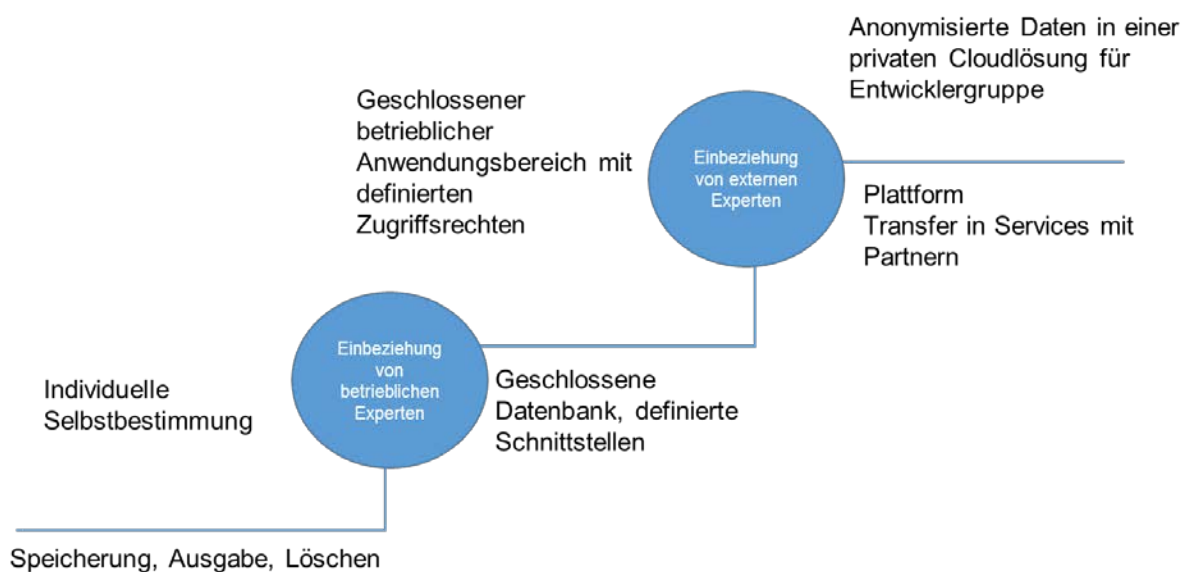 Anonymisierte Daten in einer
privaten Cloudlösung für
Entwicklergruppe
Geschlossener
betrieblicher
Anwendungsbereich mit
definierten
Zugriffsrechten
Einbeziehung
von externen
Experten
Plattform
Transfer in Services mit
Partnern
Individuelle
Selbstbestimmung
Einbeziehung
von
betrieblichen
Experten
Geschlossene
Datenbank, definierte
Schnittstellen
Speicherung, Ausgabe, Löschen